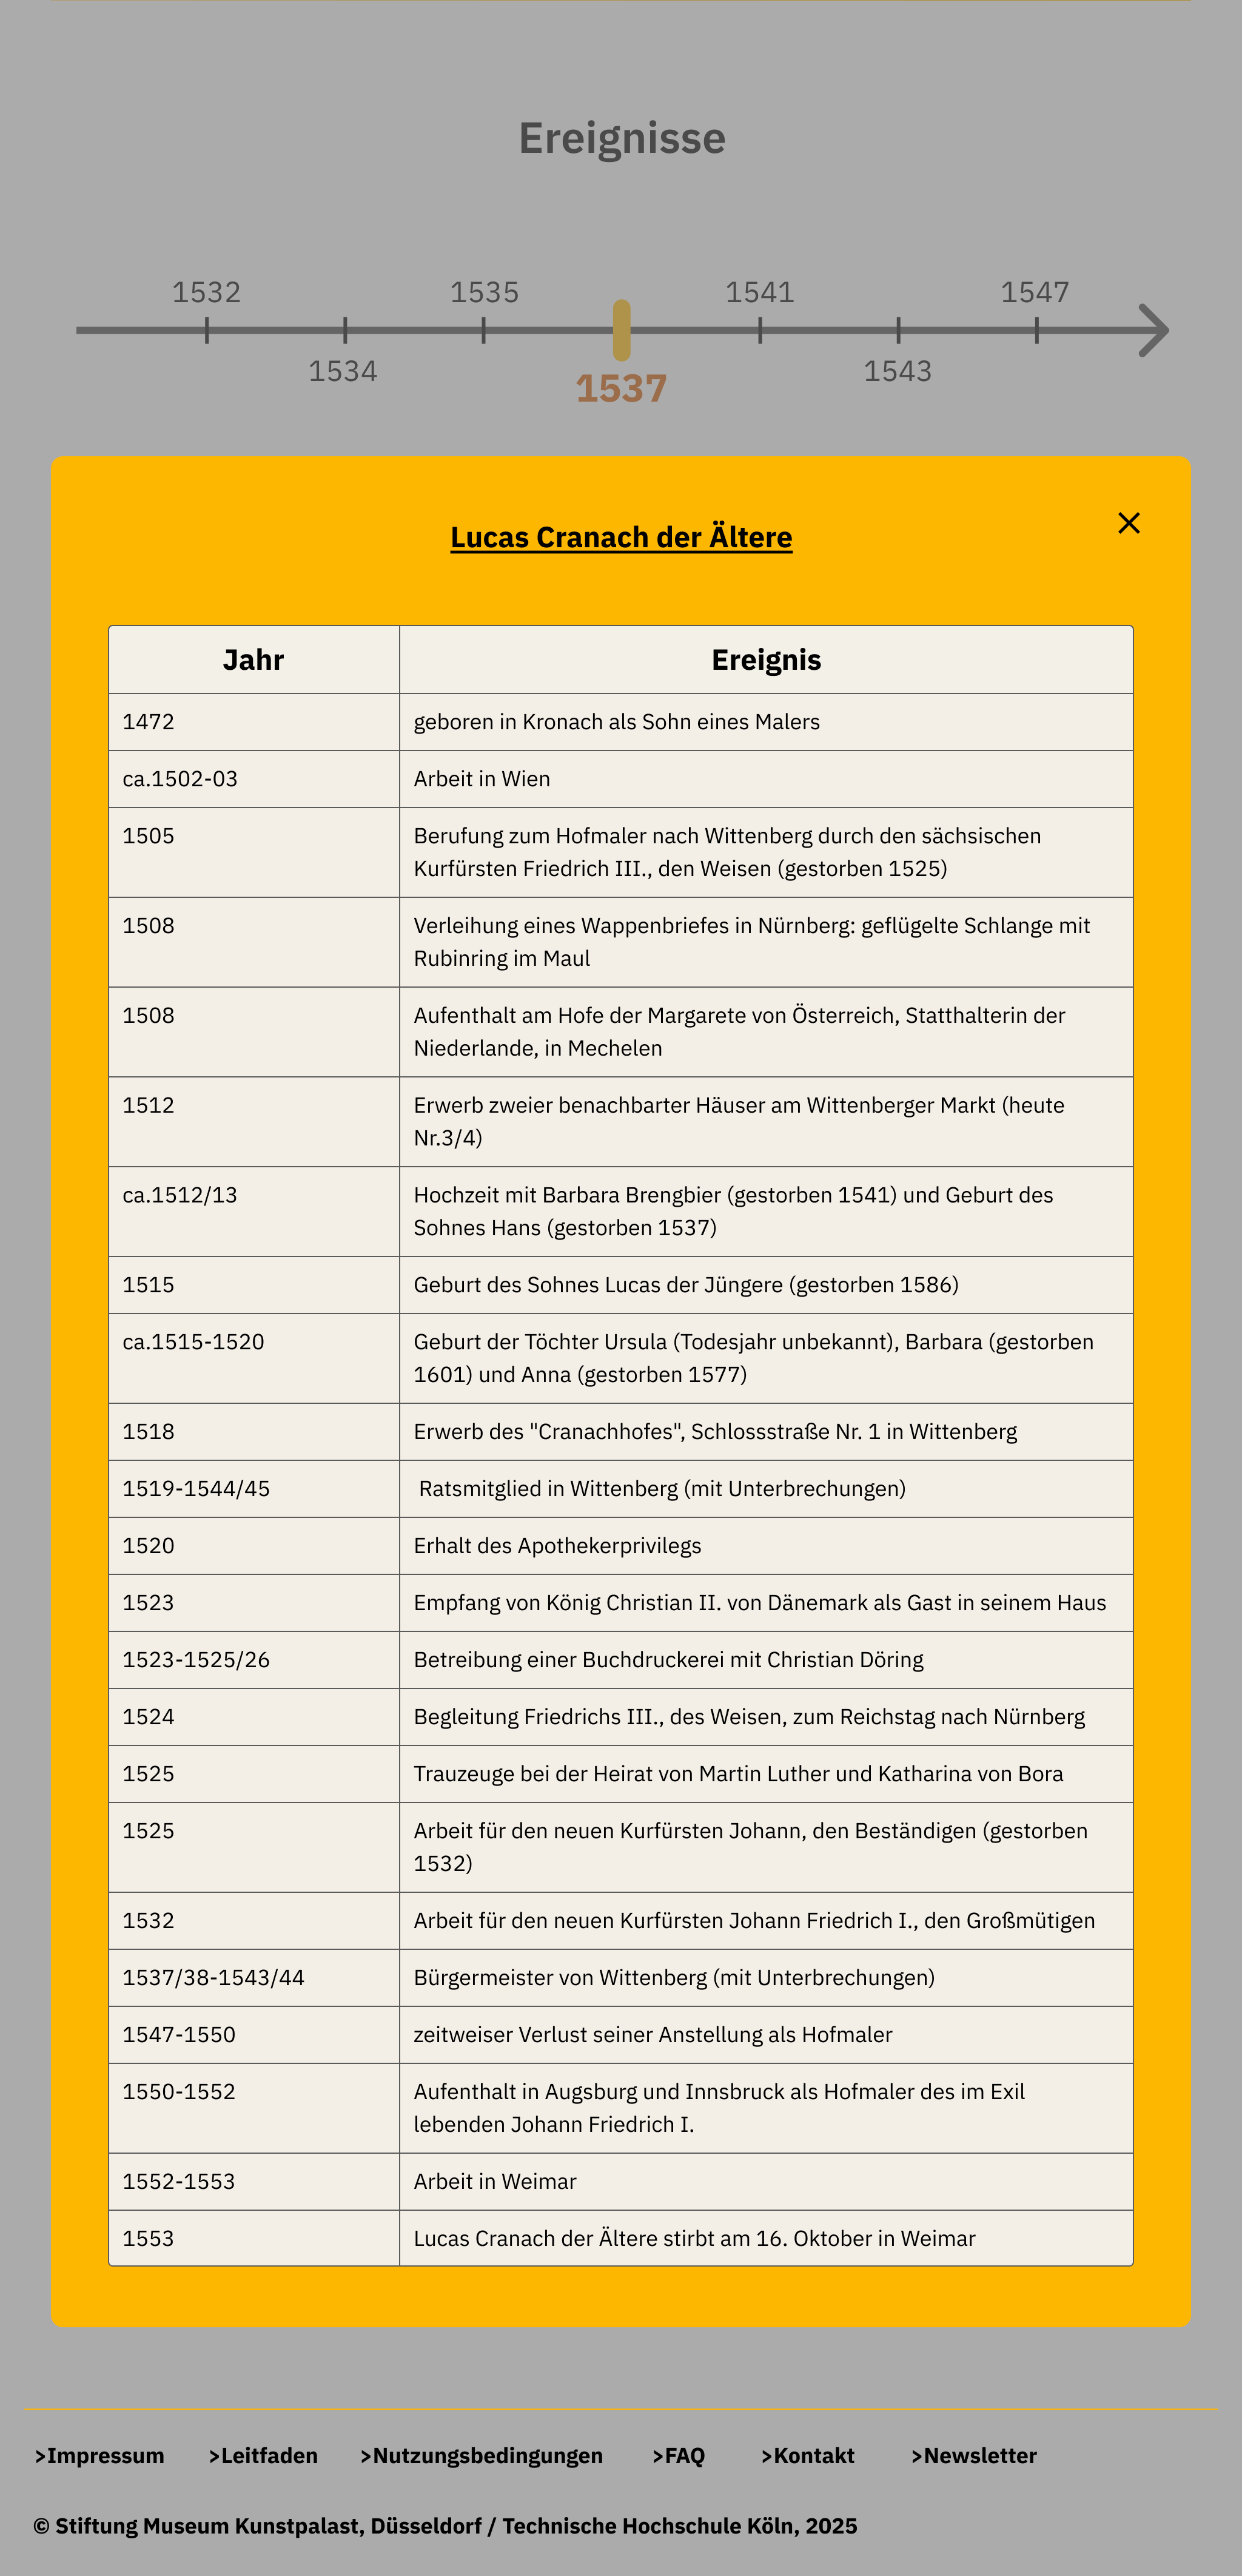 Ereignisse
1532 1535 1541 1547
1534 1537 1543
Lucas Cranach der Ältere
Jahr Ereignis
1472 geboren in Kronach als Sohn eines Malers
ca.1502-03 Arbeit in Wien
1505 Berufung zum Hofmaler nach Wittenberg durch den sächsischen
Kurfürsten Friedrich III., den Weisen (gestorben 1525)
1508 Verleihung eines Wappenbriefes in Nürnberg: geflügelte Schlange mit
Rubinring im Maul
1508 Aufenthalt am Hofe der Margarete von Österreich, Statthalterin der
Niederlande, in Mechelen
1512 Erwerb zweier benachbarter Häuser am Wittenberger Markt (heute
Nr.3/4)
ca.1512/13 Hochzeit mit Barbara Brengbier (gestorben 1541) und Geburt des
Sohnes Hans (gestorben 1537)
1515 Geburt des Sohnes Lucas der Jüngere (gestorben 1586)
ca.1515-1520 Geburt der Töchter Ursula (Todesjahr unbekannt), Barbara (gestorben
1601) und Anna (gestorben 1577)
1518 Erwerb des "Cranachhofes", Schlossstraße Nr. 1 in Wittenberg
1519-1544/45 Ratsmitglied in Wittenberg (mit Unterbrechungen)
1520 Erhalt des Apothekerprivilegs
1523 Empfang von König Christian II. von Dänemark als Gast in seinem Haus
1523-1525/26 Betreibung einer Buchdruckerei mit Christian Döring
1524 Begleitung Friedrichs III., des Weisen, zum Reichstag nach Nürnberg
1525 Trauzeuge bei der Heirat von Martin Luther und Katharina von Bora
1525 Arbeit für den neuen Kurfürsten Johann, den Beständigen (gestorben
1532)
1532 Arbeit für den neuen Kurfürsten Johann Friedrich I., den Großmütigen
1537/38-1543/44 Bürgermeister von Wittenberg (mit Unterbrechungen)
1547-1550 zeitweiser Verlust seiner Anstellung als Hofmaler
1550-1552 Aufenthalt in Augsburg und Innsbruck als Hofmaler des im Exil
lebenden Johann Friedrich I.
1552-1553 Arbeit in Weimar
1553 Lucas Cranach der Ältere stirbt am 16. Oktober in Weimar
>Impressum >Leitfaden >Nutzungsbedingungen >FAQ >Kontakt >Newsletter
© Stiftung Museum Kunstpalast, Düsseldorf / Technische Hochschule Köln, 2025